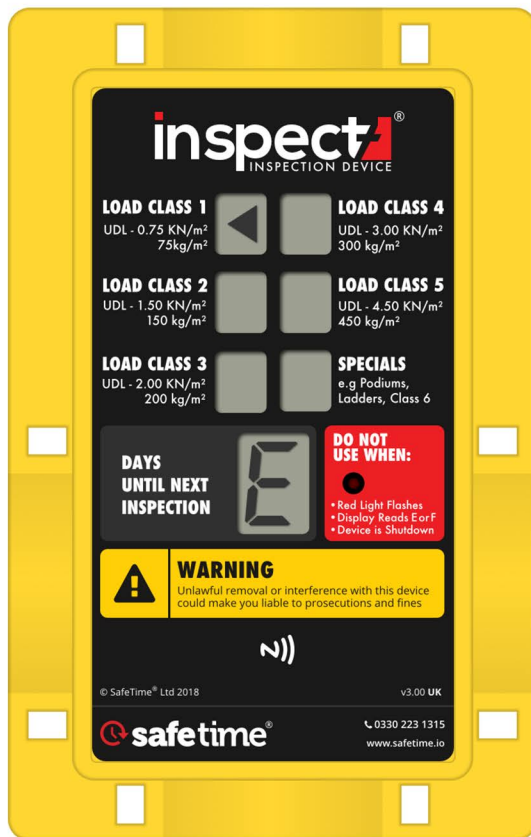 inspect®
INSPECTION DEVICE
LOAD CLASS 1
UDL - 0.75 KN/m²
75kg/m²
LOAD CLASS 4
UDL - 3.00 KN/m²
300 kg/m²
LOAD CLASS 2
UDL - 1.50 KN/m²
150 kg/m²
LOAD CLASS 5
UDL - 4.50 KN/m²
450 kg/m²
LOAD CLASS 3
UDL - 2.00 KN/m²
200 kg/m²
SPECIALS
e.g Podiums,
Ladders, Class 6
DAYS
UNTIL NEXT
INSPECTION
E
DO NOT
USE WHEN:
• Red Light Flashes
• Display Reads E or F
• Device is Shutdown
WARNING
Unlawful removal or interference with this device
could make you liable to prosecutions and fines
© SafeTime® Ltd 2018
v3.00 UK
safetime®
0330 223 1315
www.safetime.io